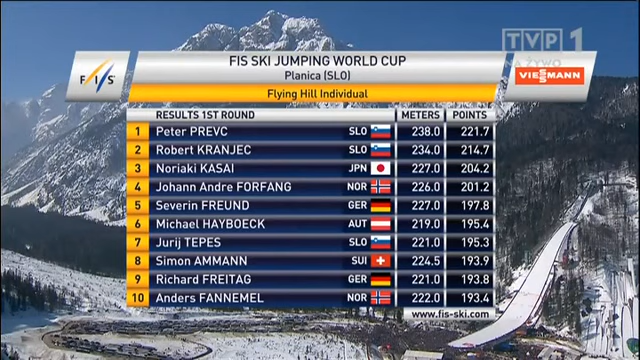 TVP1
NA ŻYWO
FIS
FIS SKI JUMPING WORLD CUP
Planica (SLO)
Flying Hill Individual
VIESSMANN
RESULTS 1ST ROUND METERS POINTS
1 Peter PREVC SLO 238.0 221.7
2 Robert KRANJEC SLO 234.0 214.7
3 Noriaki KASAI JPN 227.0 204.2
4 Johann Andre FORFANG NOR 226.0 201.2
5 Severin FREUND GER 227.0 197.8
6 Michael HAYBOECK AUT 219.0 195.4
7 Jurij TEPES SLO 221.0 195.3
8 Simon AMMANN SUI 224.5 193.9
9 Richard FREITAG GER 221.0 193.8
10 Anders FANNEMEL NOR 222.0 193.4
www.fis-ski.com